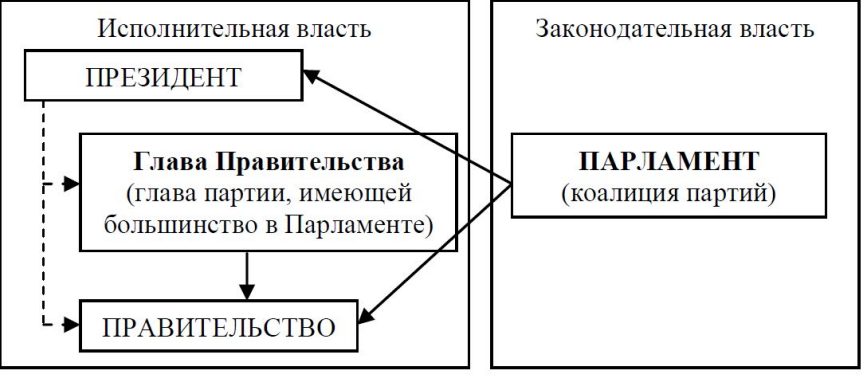 Исполнительная власть
Законодательная власть
ПРЕЗИДЕНТ
Глава Правительства
(глава партии, имеющей
большинство в Парламенте)
ПАРЛАМЕНТ
(коалиция партий)
ПРАВИТЕЛЬСТВО